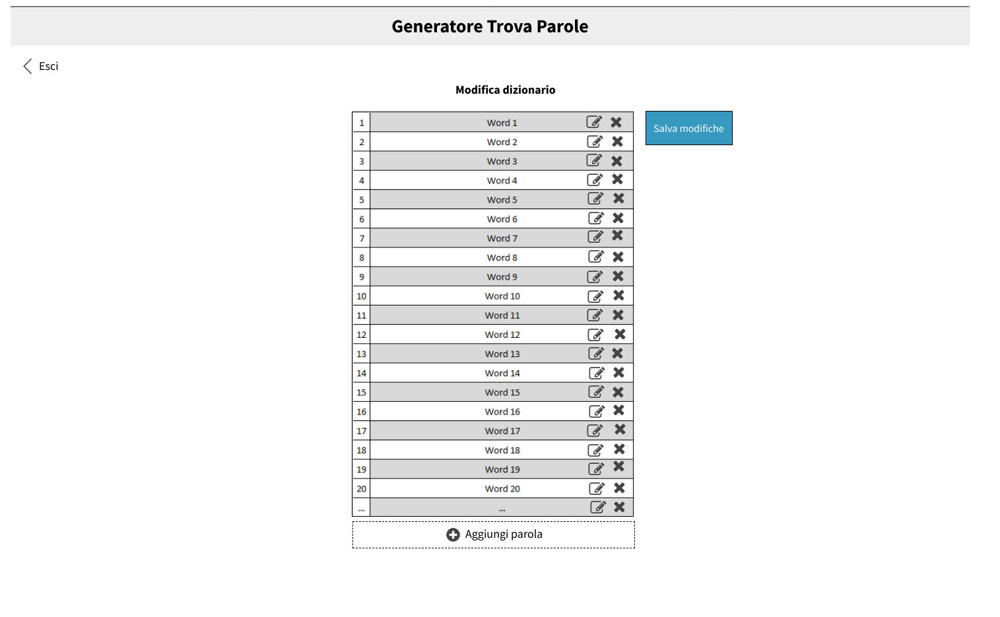 Generatore Trova Parole
Esci
Modifica dizionario
1 Word 1
Salva modifiche
2 Word 2
3 Word 3
4 Word 4
5 Word 5
6 Word 6
7 Word 7
8 Word 8
9 Word 9
10 Word 10
11 Word 11
12 Word 12
13 Word 13
14 Word 14
15 Word 15
16 Word 16
17 Word 17
18 Word 18
19 Word 19
20 Word 20
... ...
Aggiungi parola